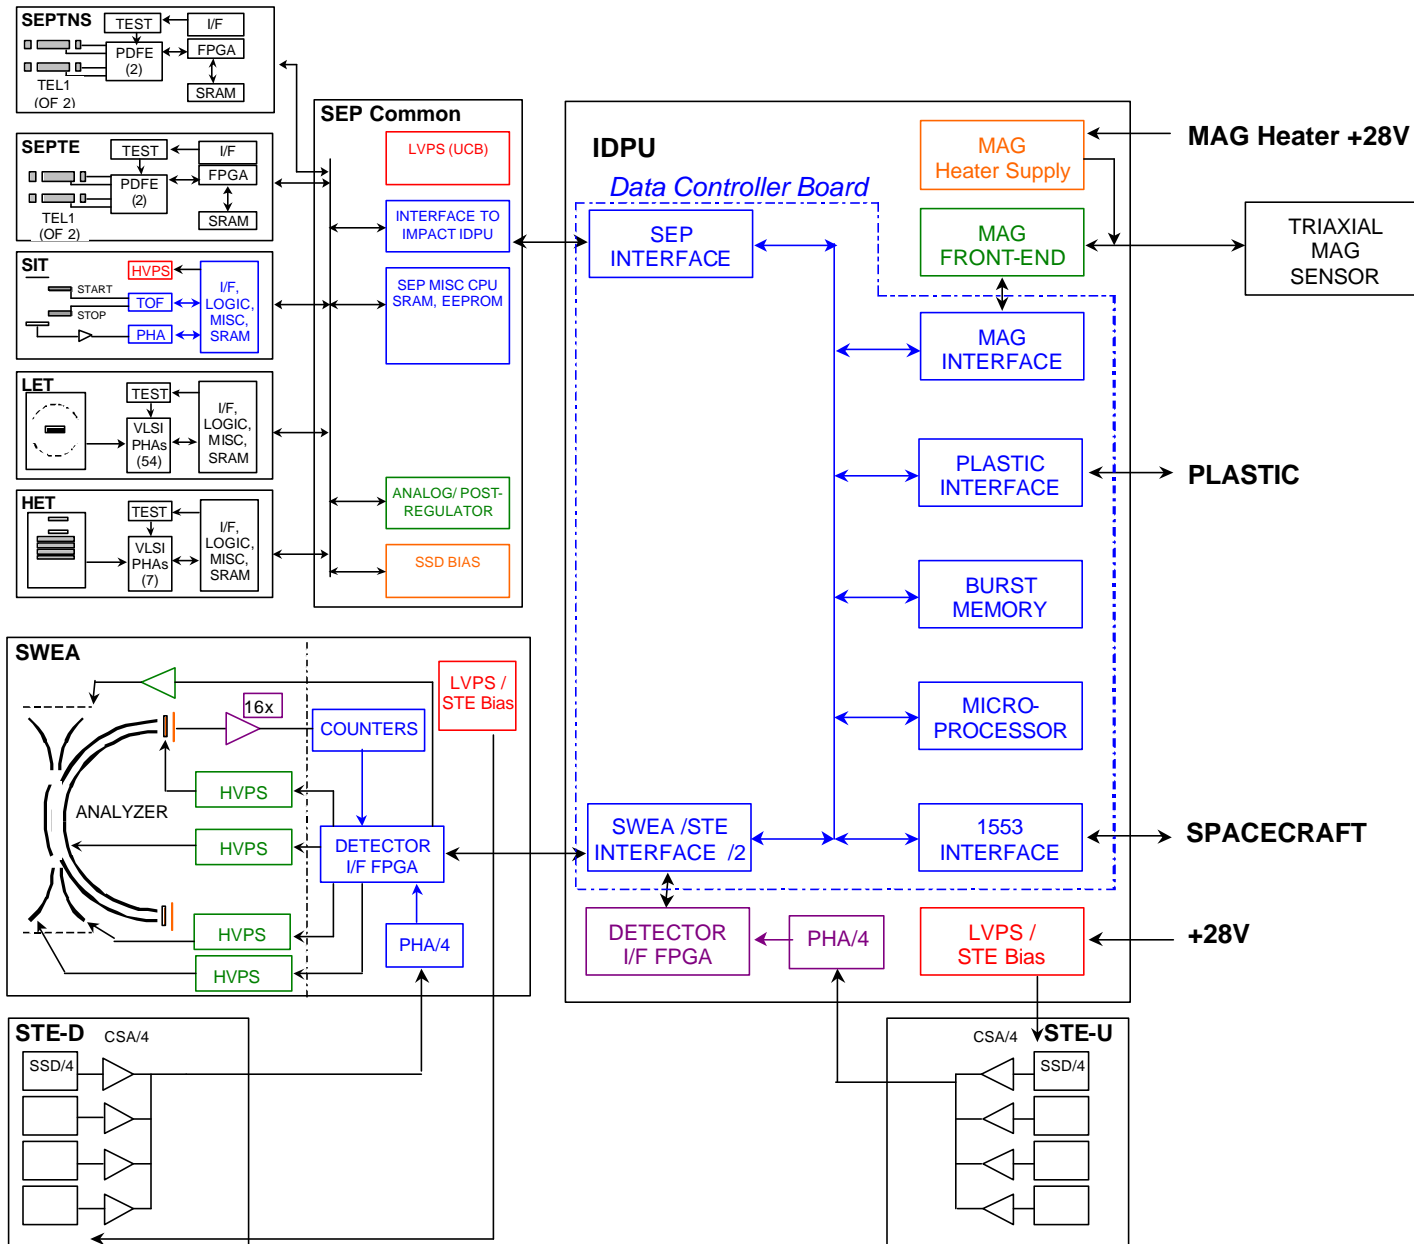 SEPTNS
TEST
I/F
PDFE
(2)
FPGA
SRAM
TEL1
(OF 2)
SEPTE
TEST
I/F
PDFE
(2)
FPGA
SRAM
TEL1
(OF 2)
SIT
HVPS
START
TOF
STOP
PHA
I/F,
LOGIC,
MISC,
SRAM
LET
TEST
VLSI
PHAs
(54)
I/F,
LOGIC,
MISC,
SRAM
HET
TEST
VLSI
PHAs
(7)
I/F,
LOGIC,
MISC,
SRAM
SEP Common
LVPS (UCB)
INTERFACE TO
IMPACT IDPU
SEP MISC CPU
SRAM, EEPROM
ANALOG/ POST-
REGULATOR
SSD BIAS
IDPU
Data Controller Board
SEP
INTERFACE
MAG
Heater Supply
MAG
FRONT-END
MAG
INTERFACE
PLASTIC
INTERFACE
BURST
MEMORY
MICRO-
PROCESSOR
SWEA /STE
INTERFACE /2
1553
INTERFACE
DETECTOR
I/F FPGA
PHA/4
LVPS /
STE Bias
MAG Heater +28V
TRIAXIAL
MAG
SENSOR
PLASTIC
SPACECRAFT
+28V
SWEA
16x
LVPS /
STE Bias
COUNTERS
HVPS
ANALYZER
HVPS
DETECTOR
I/F FPGA
HVPS
HVPS
PHA/4
STE-D
CSA/4
SSD/4
CSA/4
STE-U
SSD/4